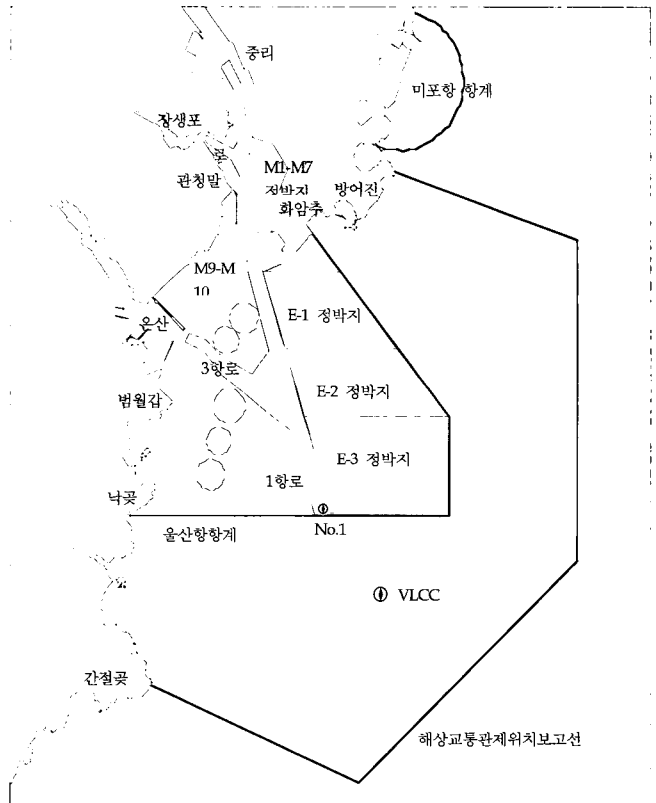 중리
미포항 항계
장생포
관청말
M1-M7
정박지
방어진
화암추
M9-M
10
E-1 정박지
온산
3항로
E-2 정박지
범월갑
E-3 정박지
1항로
낙곶
울산항항계
No.1
VLCC
간절곶
해상교통관제위치보고선